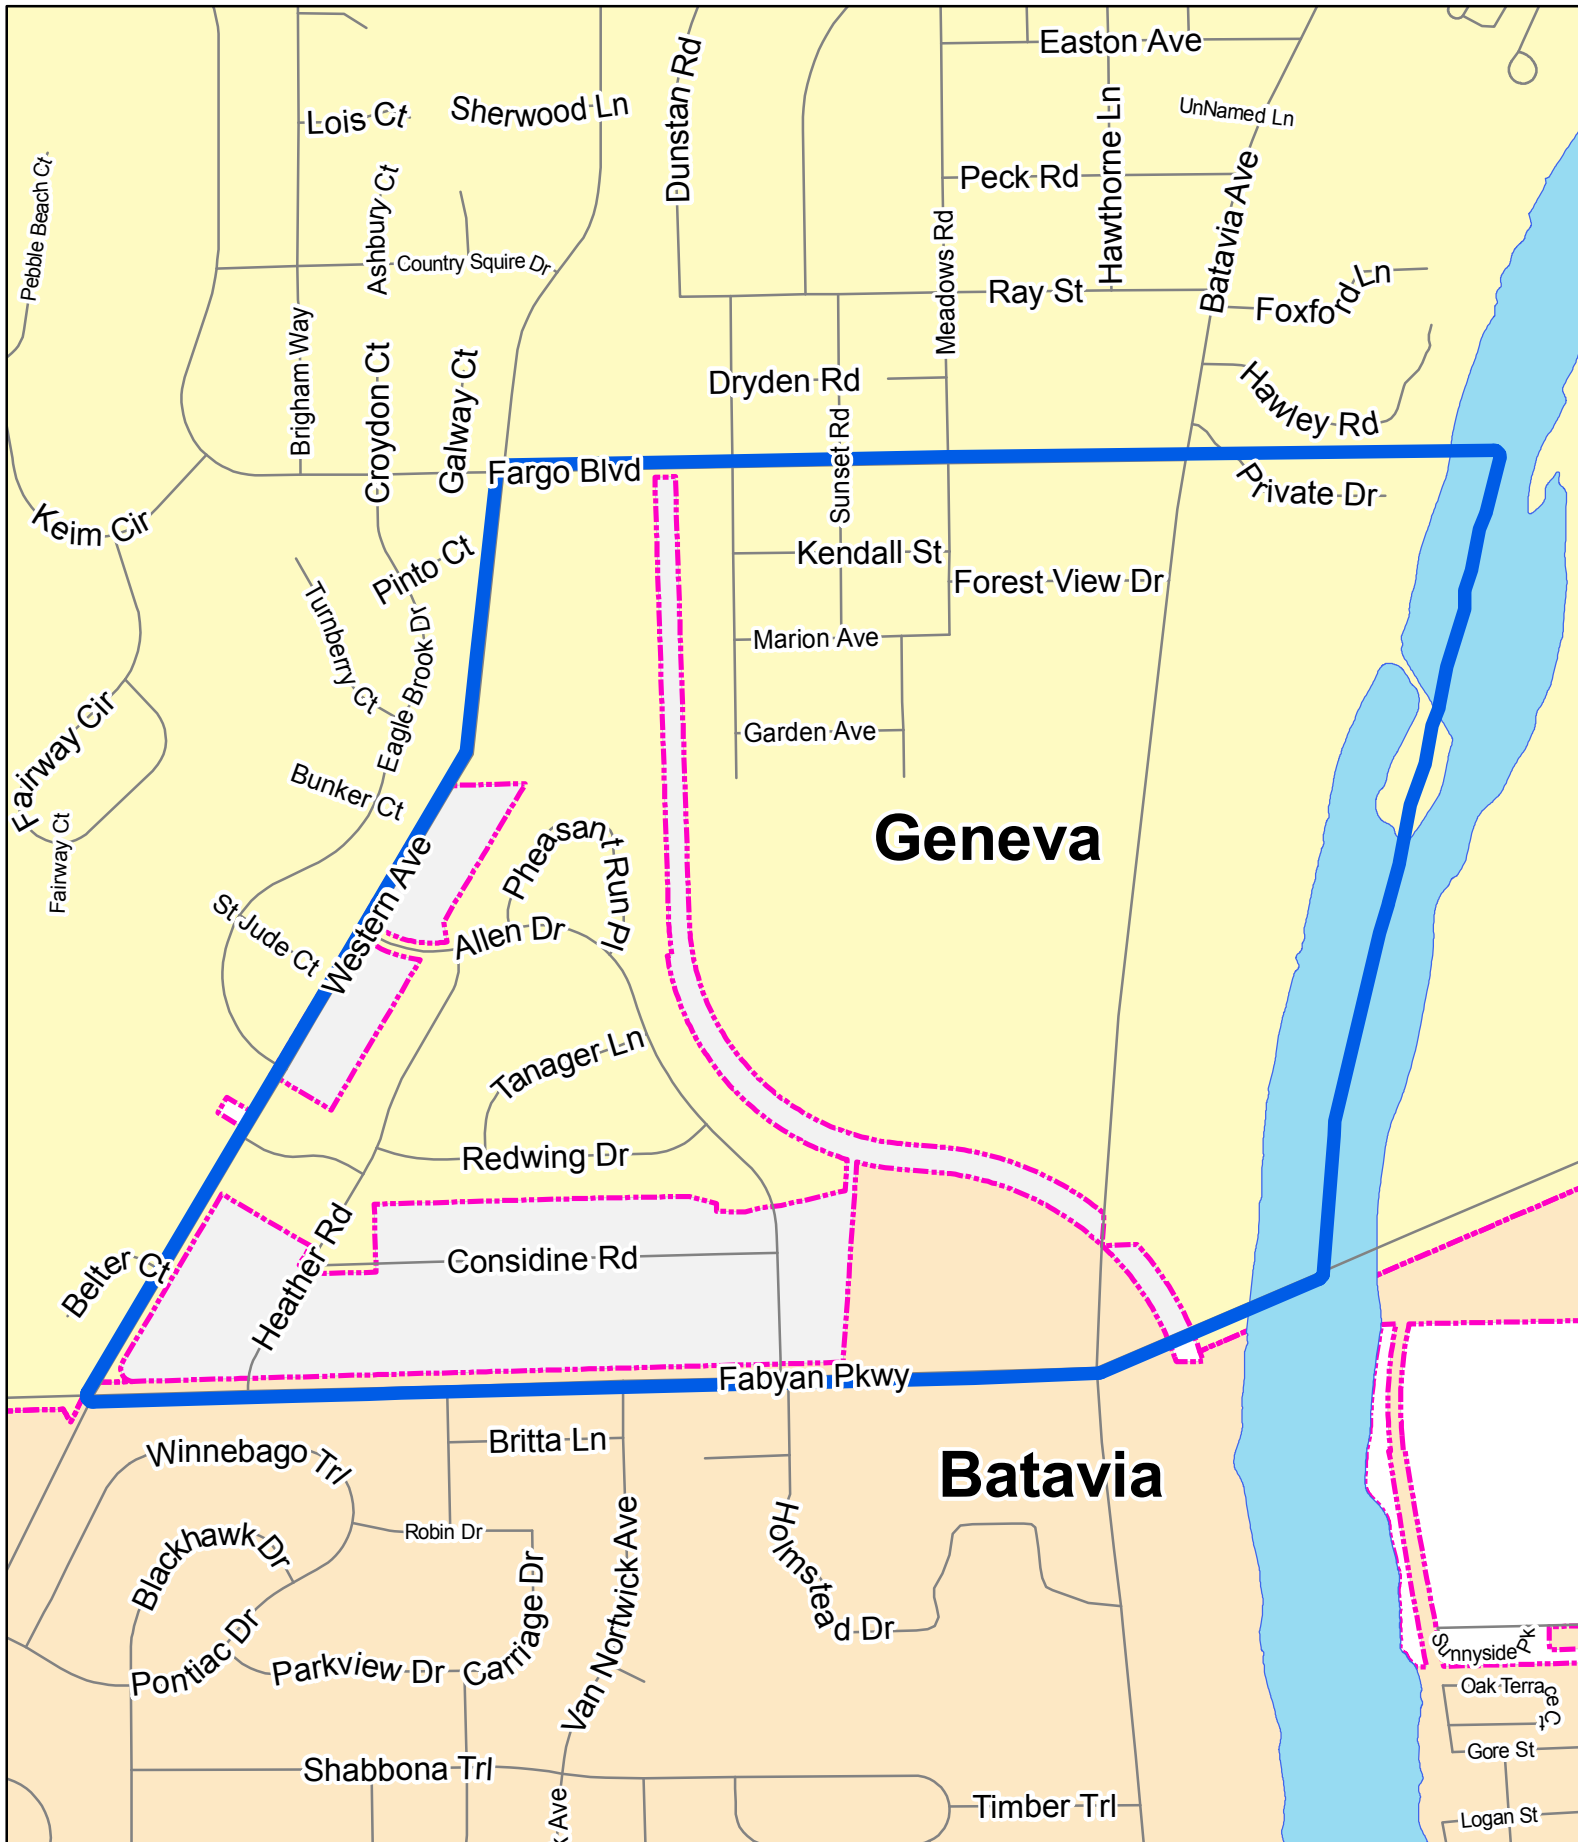 Easton Ave
Lois Ct
Sherwood Ln
Dunstan Rd
Hawthorne Ln
UnNamed Ln
Pebble Beach Ct
Ashbury Ct
Peck Rd
Batavia Ave
Country Squire Dr
Meadows Rd
Ray St
Foxford Ln
Brigham Way
Croydon Ct
Galway Ct
Dryden Rd
Sunset Rd
Hawley Rd
Fargo Blvd
Private Dr
Keim Cir
Pinto Ct
Kendall St
Forest View Dr
Turnberry Ct
Eagle Brook Dr
Marion Ave
Fairway Cir
Garden Ave
Bunker Ct
Fairway Ct
Western Ave
Pheasant Run Pl
Geneva
St Jude Ct
Allen Dr
Tanager Ln
Redwing Dr
Belter Ct
Heather Rd
Considine Rd
Fabyan Pkwy
Winnebago Trl
Britta Ln
Batavia
Robin Dr
Blackhawk Dr
Carriage Dr
Van Nortwick Ave
Holmstead Dr
Pontiac Dr
Parkview Dr
Sunnyside Pk
Oak Terrace Ct
Gore St
Shabbona Trl
k Ave
Timber Trl
Logan St